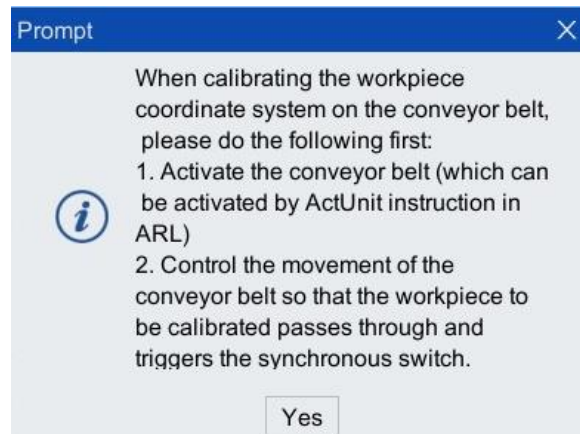 Prompt
When calibrating the workpiece
coordinate system on the conveyor belt,
please do the following first:
1. Activate the conveyor belt (which can
be activated by ActUnit instruction in
ARL)
2. Control the movement of the
conveyor belt so that the workpiece to
be calibrated passes through and
triggers the synchronous switch.
Yes